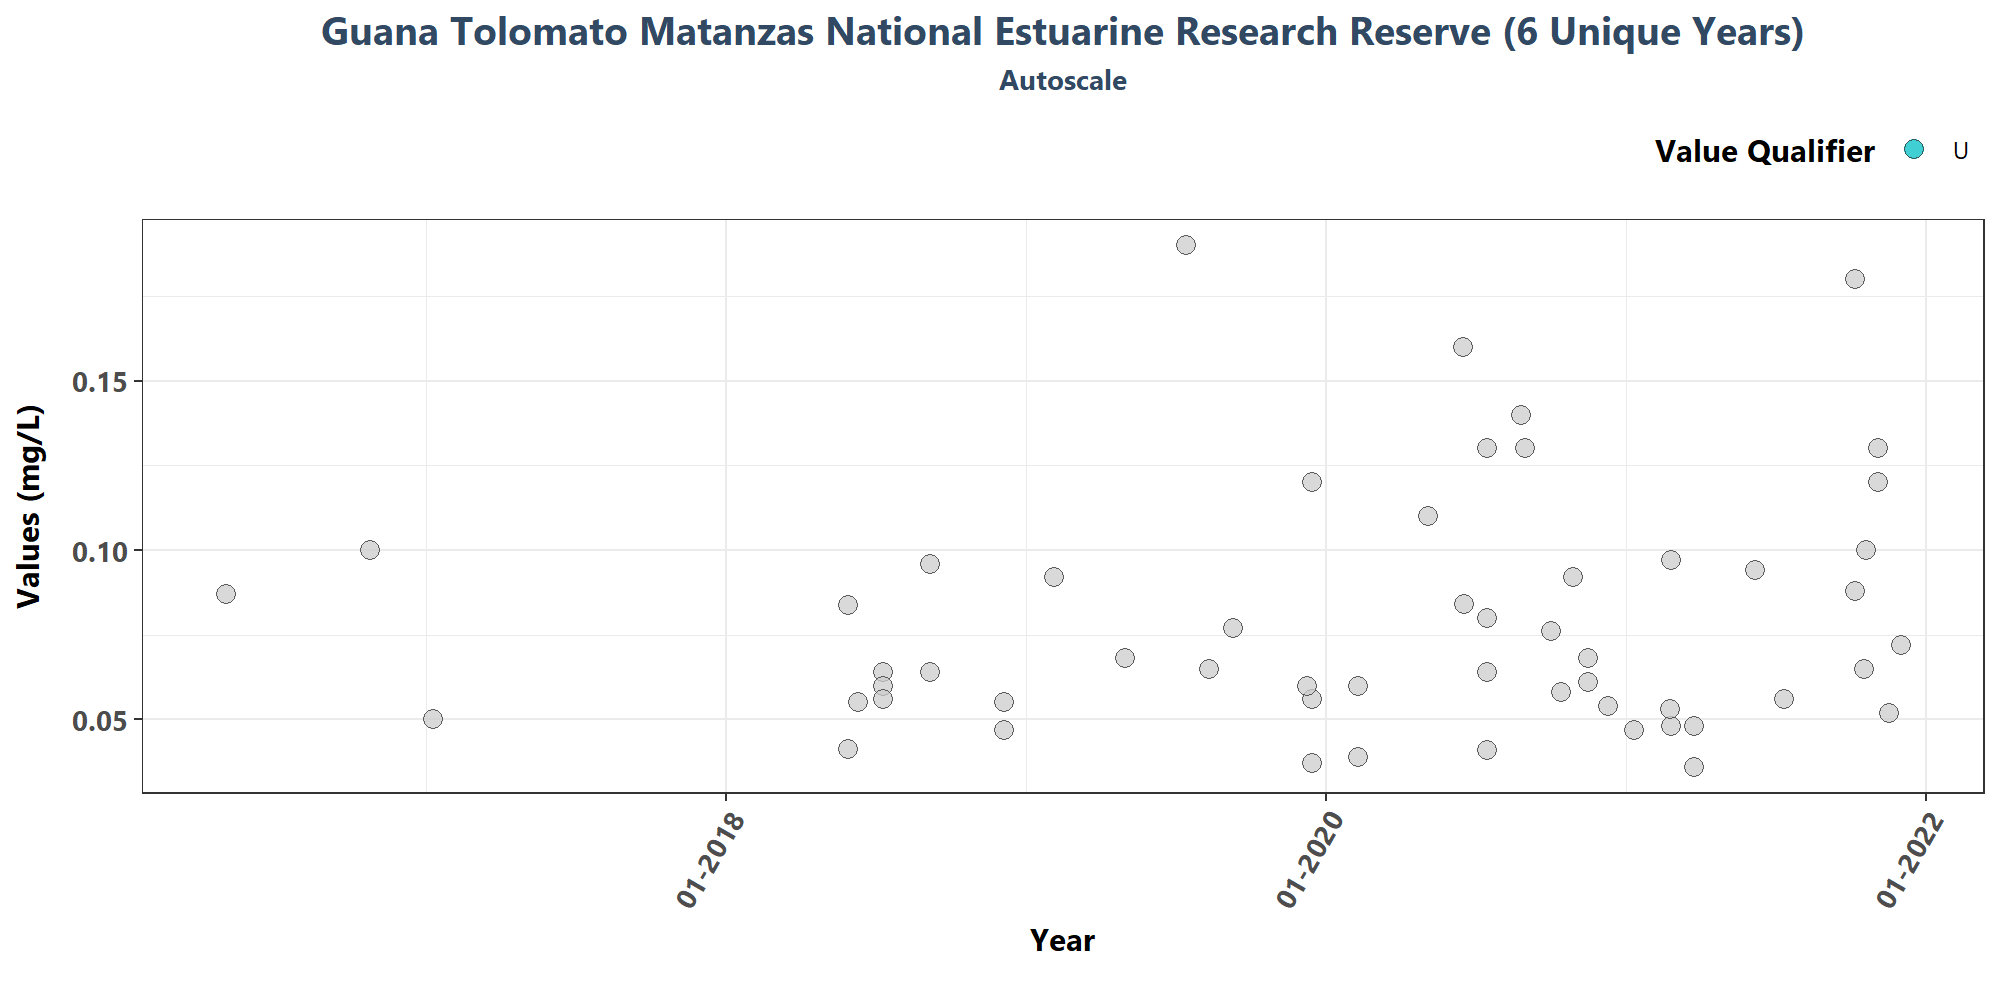 Guana Tolomato Matanzas National Estuarine Research Reserve (6 Unique Years)
Autoscale
Value Qualifier U
Values (mg/L)
0.15
0.10
0.05
01-2018
01-2020
01-2022
Year